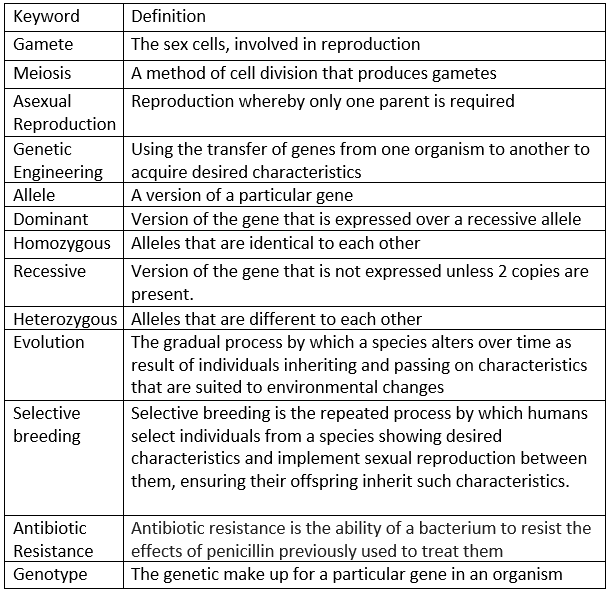 Keyword Definition
Gamete The sex cells, involved in reproduction
Meiosis A method of cell division that produces gametes
Asexual Reproduction whereby only one parent is required
Reproduction
Genetic Using the transfer of genes from one organism to another to
Engineering acquire desired characteristics
Allele A version of a particular gene
Dominant Version of the gene that is expressed over a recessive allele
Homozygous Alleles that are identical to each other
Recessive Version of the gene that is not expressed unless 2 copies are
present.
Heterozygous Alleles that are different to each other
Evolution The gradual process by which a species alters over time as
result of individuals inheriting and passing on characteristics
that are suited to environmental changes
Selective Selective breeding is the repeated process by which humans
breeding select individuals from a species showing desired
characteristics and implement sexual reproduction between
them, ensuring their offspring inherit such characteristics.
Antibiotic Antibiotic resistance is the ability of a bacterium to resist the
Resistance effects of penicillin previously used to treat them
Genotype The genetic make up for a particular gene in an organism